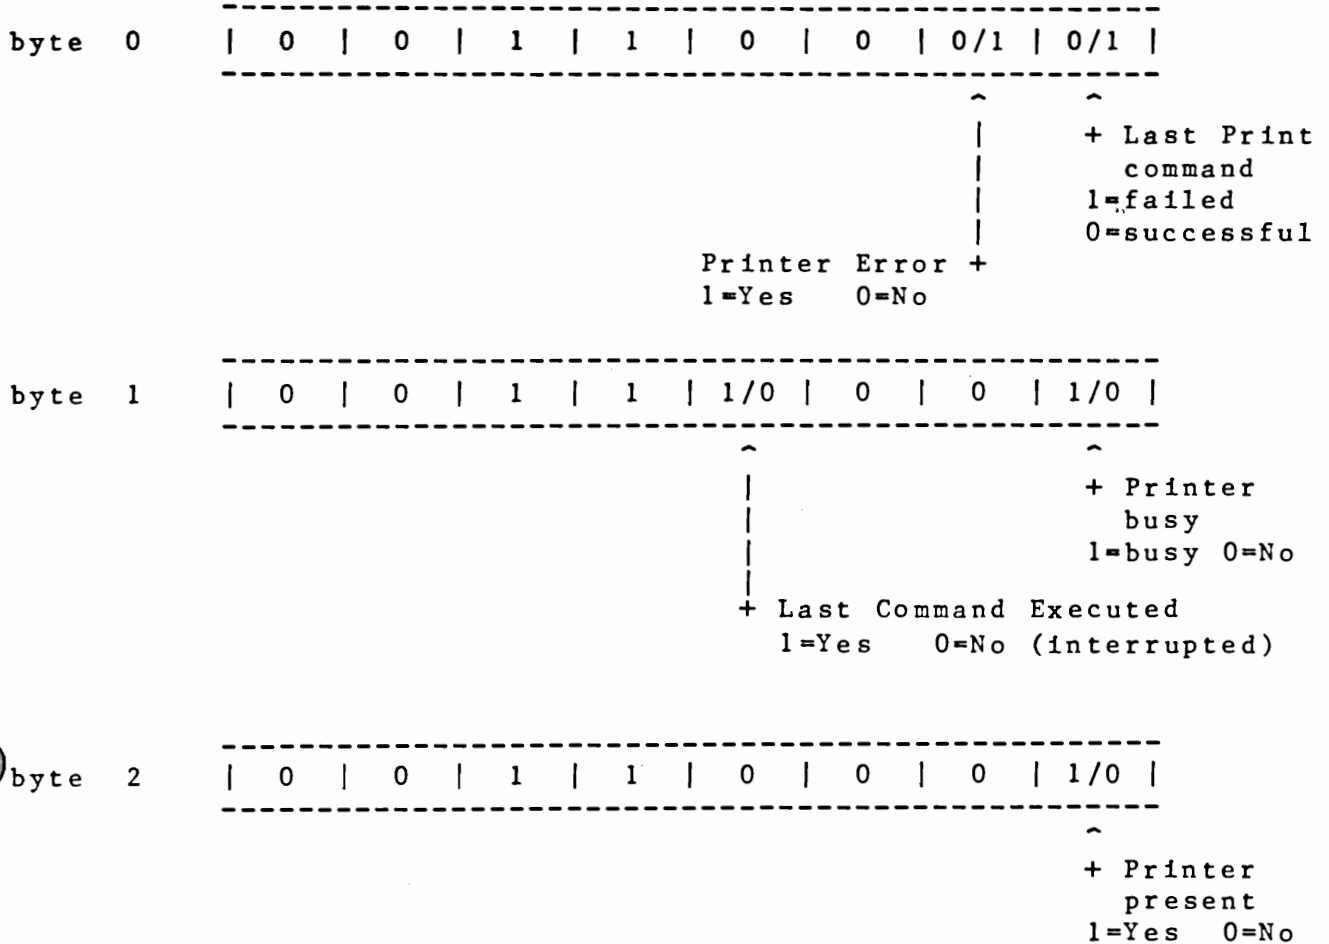 byte 0 | 0 | 0 | 1 | 1 | 0 | 0 | 0/1 | 0/1 |
+ Last Print
command
1=failed
0=successful
Printer Error +
1=Yes 0=No
byte 1 | 0 | 0 | 1 | 1 | 1/0 | 0 | 0 | 1/0 |
+ Printer
busy
1=busy 0=No
+ Last Command Executed
1=Yes 0=No (interrupted)
byte 2 | 0 | 0 | 1 | 1 | 0 | 0 | 0 | 1/0 |
+ Printer
present
1=Yes 0=No